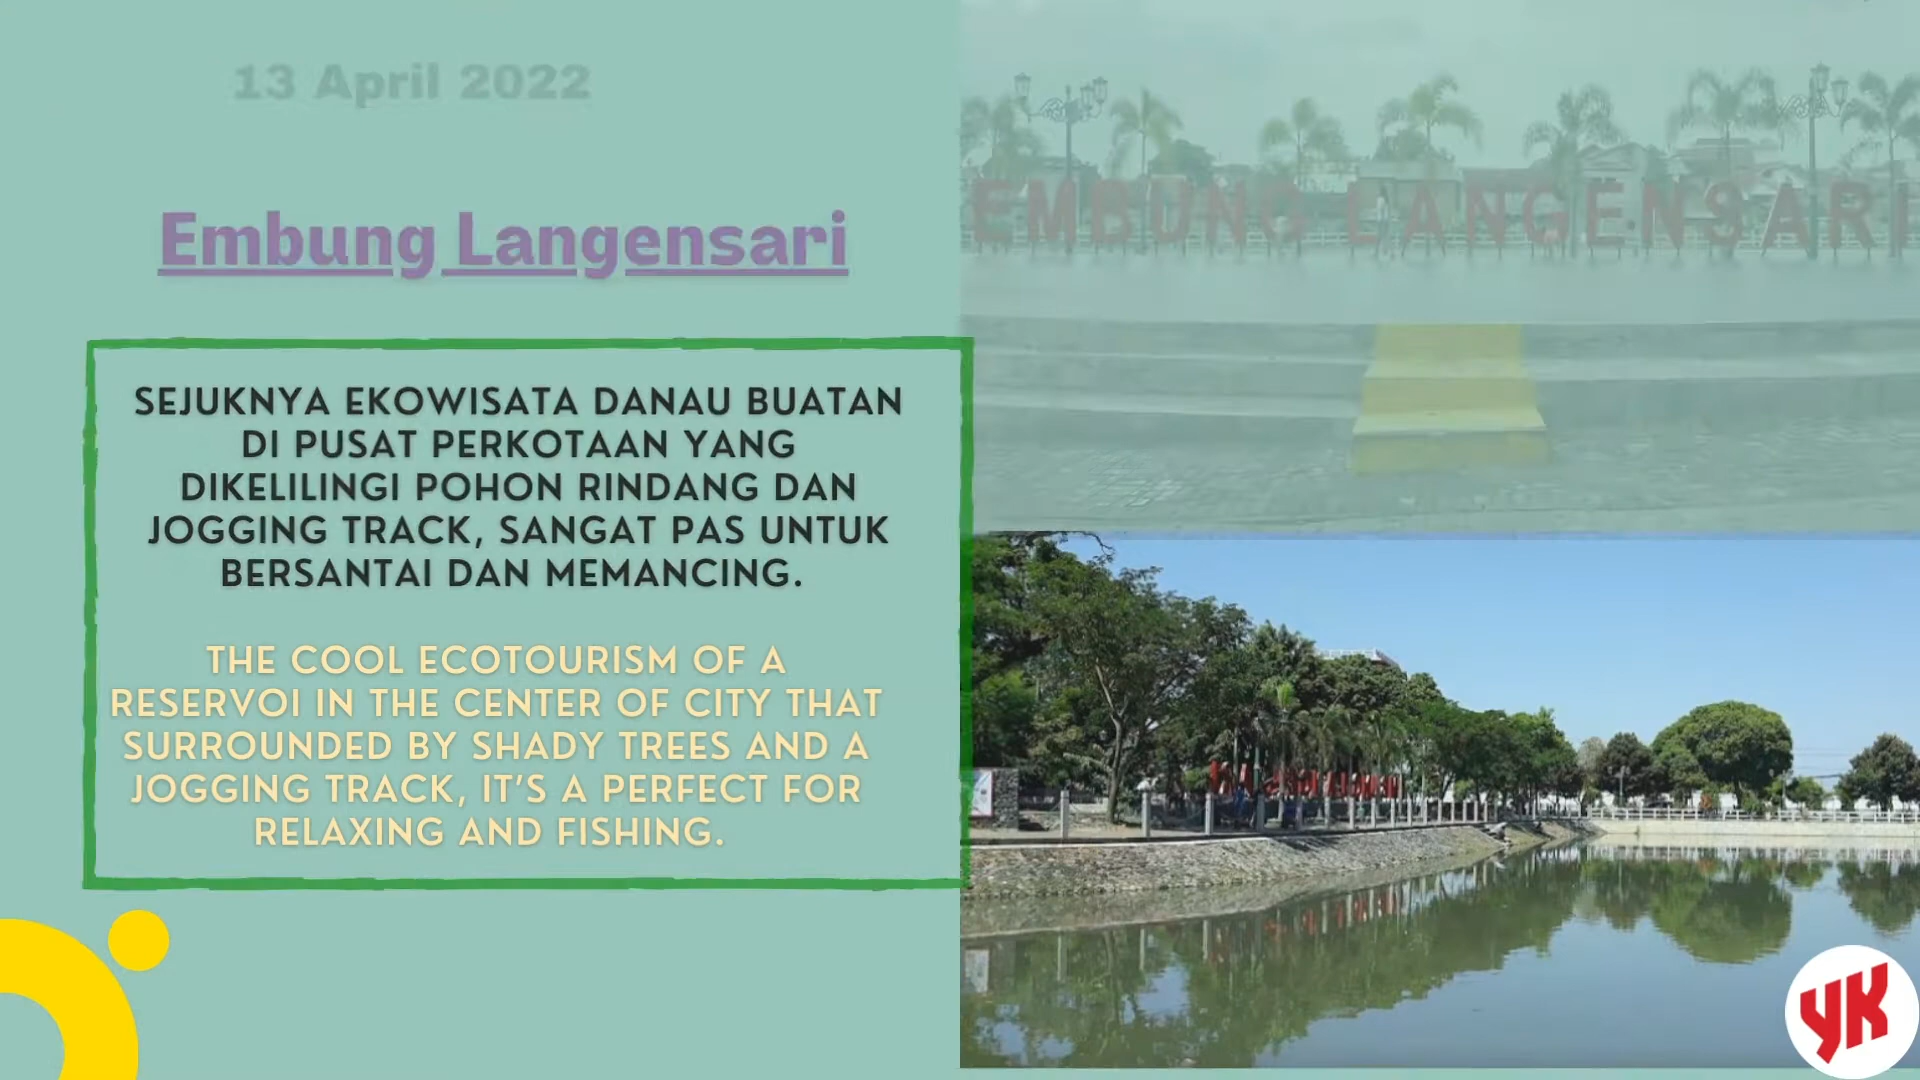 13 April 2022
Embung Langensari
EMBUNG LANGENSARI
SEJUKNYA EKOWISATA DANAU BUATAN
DI PUSAT PERKOTAAN YANG
DIKELILINGI POHON RINDANG DAN
JOGGING TRACK, SANGAT PAS UNTUK
BERSANTAI DAN MEMANCING.
THE COOL ECOTOURISM OF A
RESERVOI IN THE CENTER OF CITY THAT
SURROUNDED BY SHADY TREES AND A
JOGGING TRACK, IT'S A PERFECT FOR
RELAXING AND FISHING.
YK